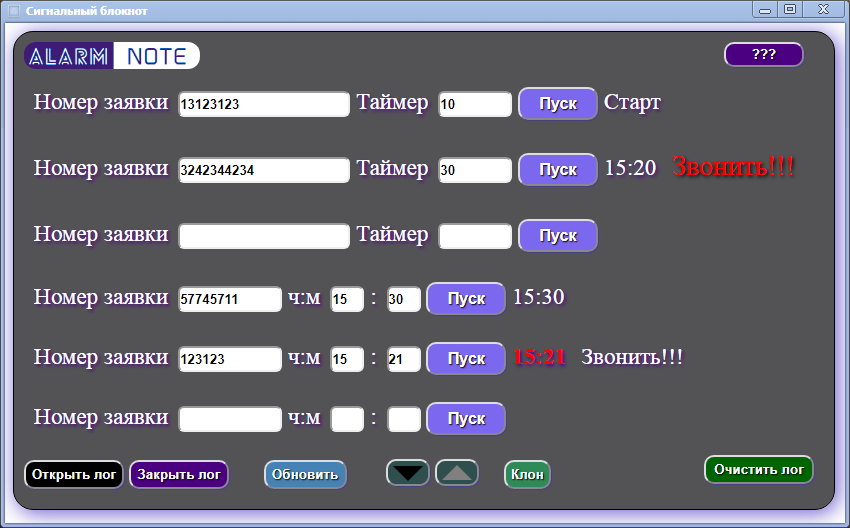 Сигнальный блокнот
ALARM NOTE ???
Номер заявки 13123123 Таймер 10 Пуск Старт
Номер заявки 3242344234 Таймер 30 Пуск 15:20 Звонить!!!
Номер заявки Таймер Пуск
Номер заявки 57745711 ч:м 15 : 30 Пуск 15:30
Номер заявки 123123 ч:м 15 : 21 Пуск 15:21 Звонить!!!
Номер заявки ч:м : Пуск
Открыть лог Закрыть лог Обновить Клон Очистить лог